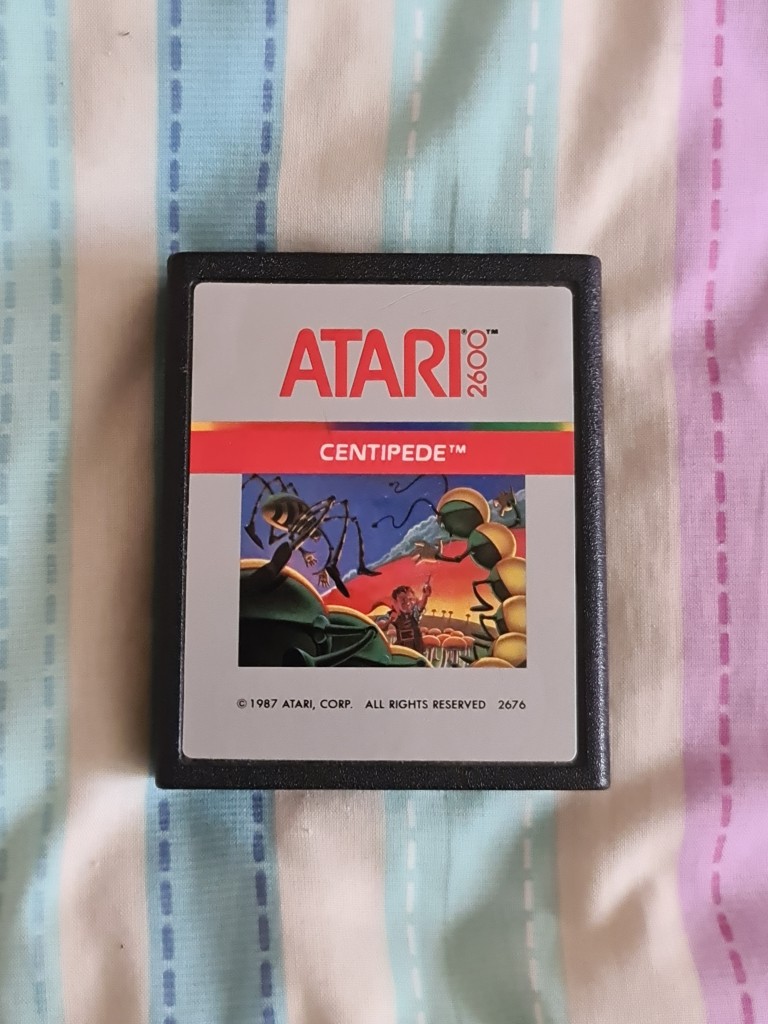 ATARI® 2600™
CENTIPEDE™
© 1987 ATARI, CORP. ALL RIGHTS RESERVED 2676